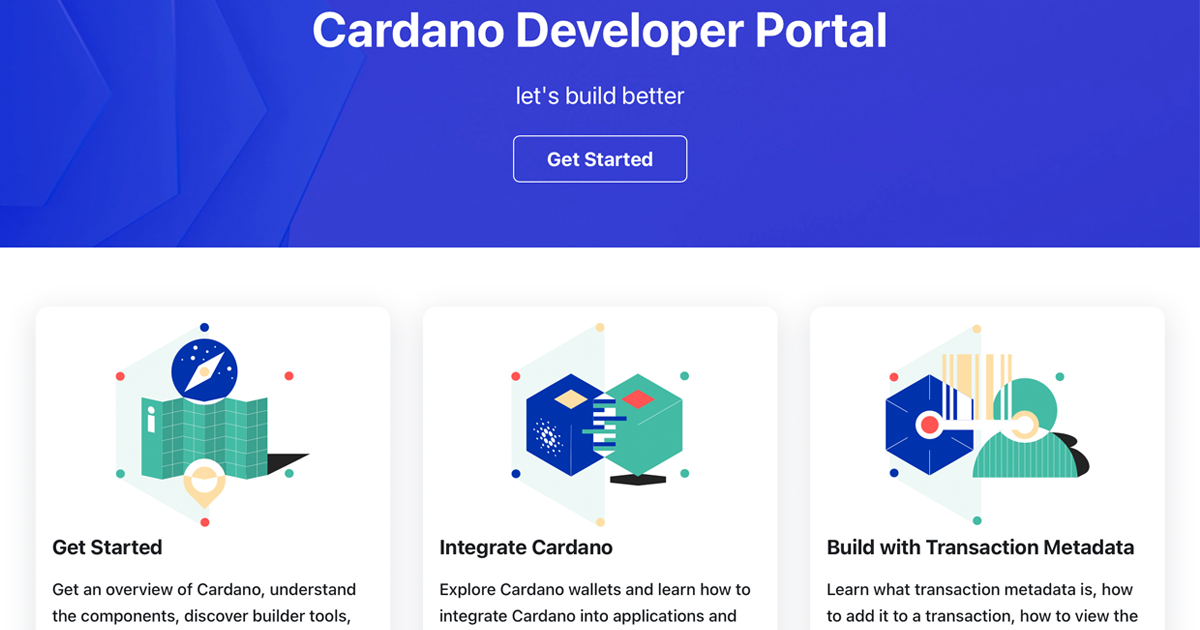 Cardano Developer Portal
let's build better
Get Started
Get Started
Get an overview of Cardano, understand
the components, discover builder tools,
Integrate Cardano
Explore Cardano wallets and learn how to
integrate Cardano into applications and
Build with Transaction Metadata
Learn what transaction metadata is, how
to add it to a transaction, how to view the